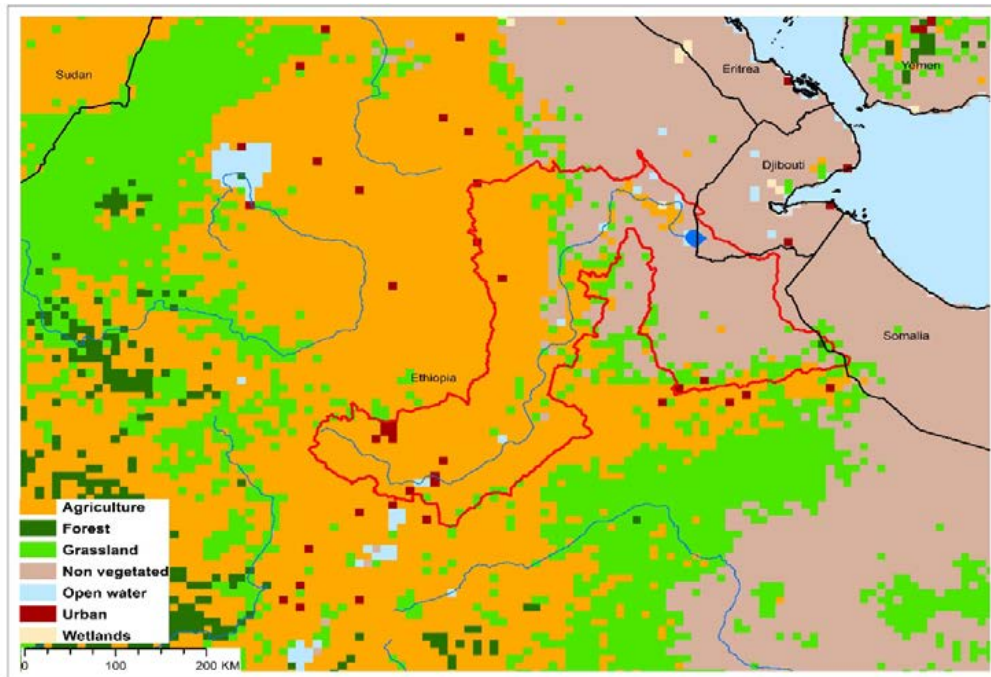 Sudan
Eritrea
Yemen
Djibouti
Somalia
Ethiopia
Agriculture
Forest
Grassland
Non vegetated
Open water
Urban
Wetlands
0 100 200 KM